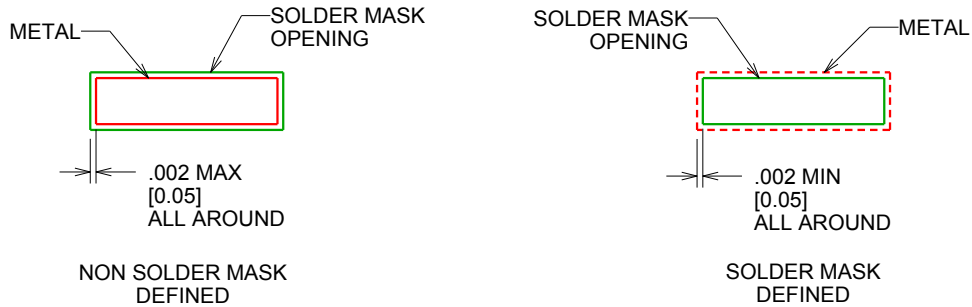 METAL
SOLDER MASK
OPENING
.002 MAX
[0.05]
ALL AROUND
NON SOLDER MASK
DEFINED
SOLDER MASK
OPENING
METAL
.002 MIN
[0.05]
ALL AROUND
SOLDER MASK
DEFINED